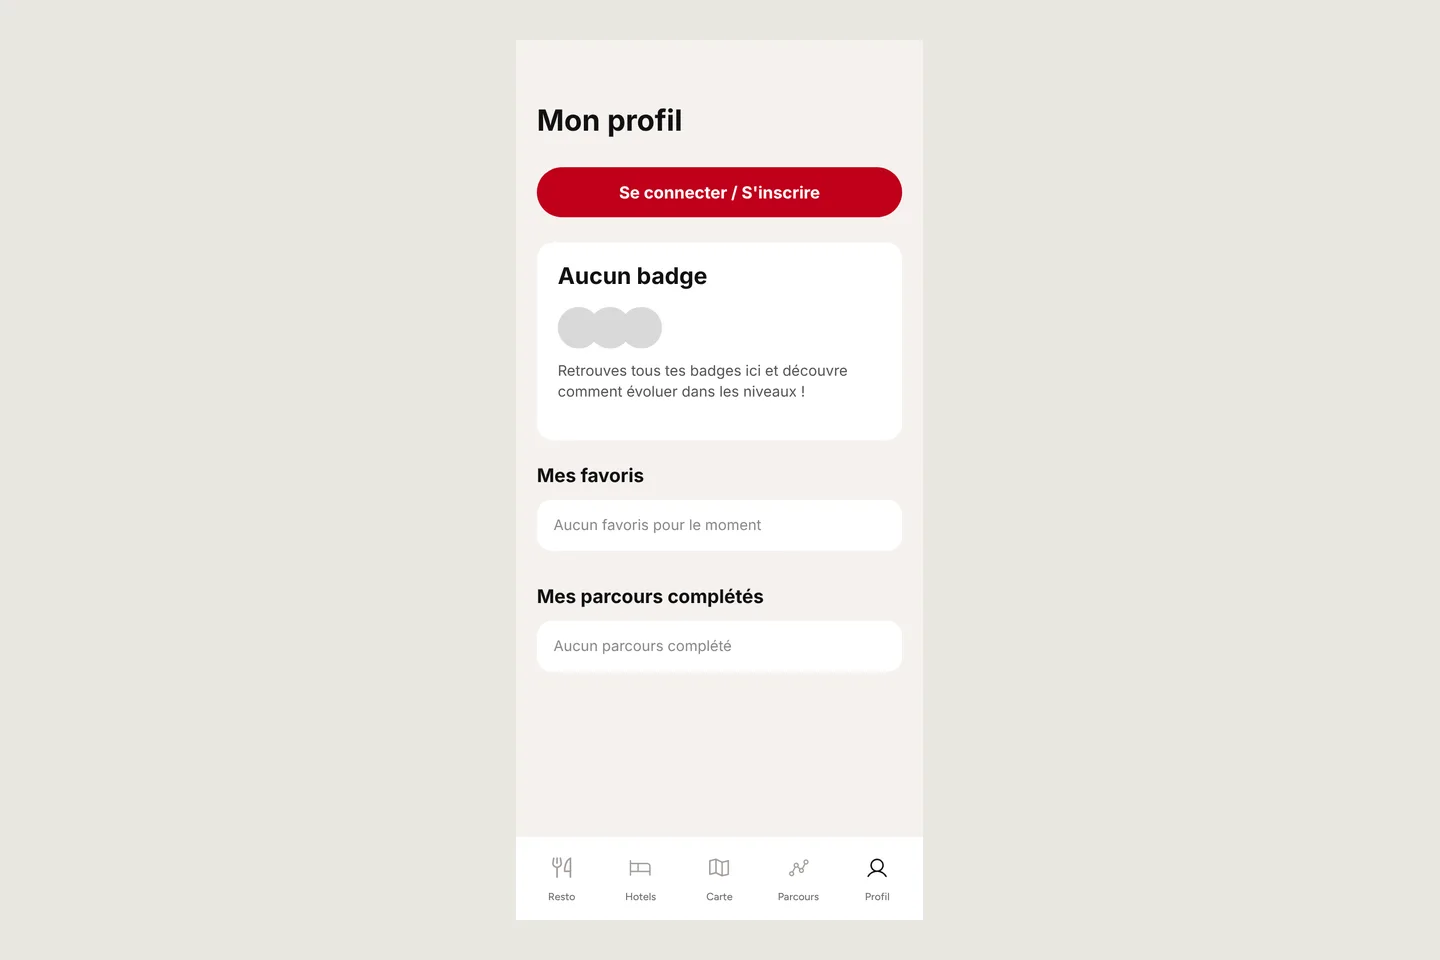 Mon profil
Se connecter / S'inscrire
Aucun badge
Retrouves tous tes badges ici et découvre
comment évoluer dans les niveaux !
Mes favoris
Aucun favoris pour le moment
Mes parcours complétés
Aucun parcours complété
Resto
Hotels
Carte
Parcours
Profil